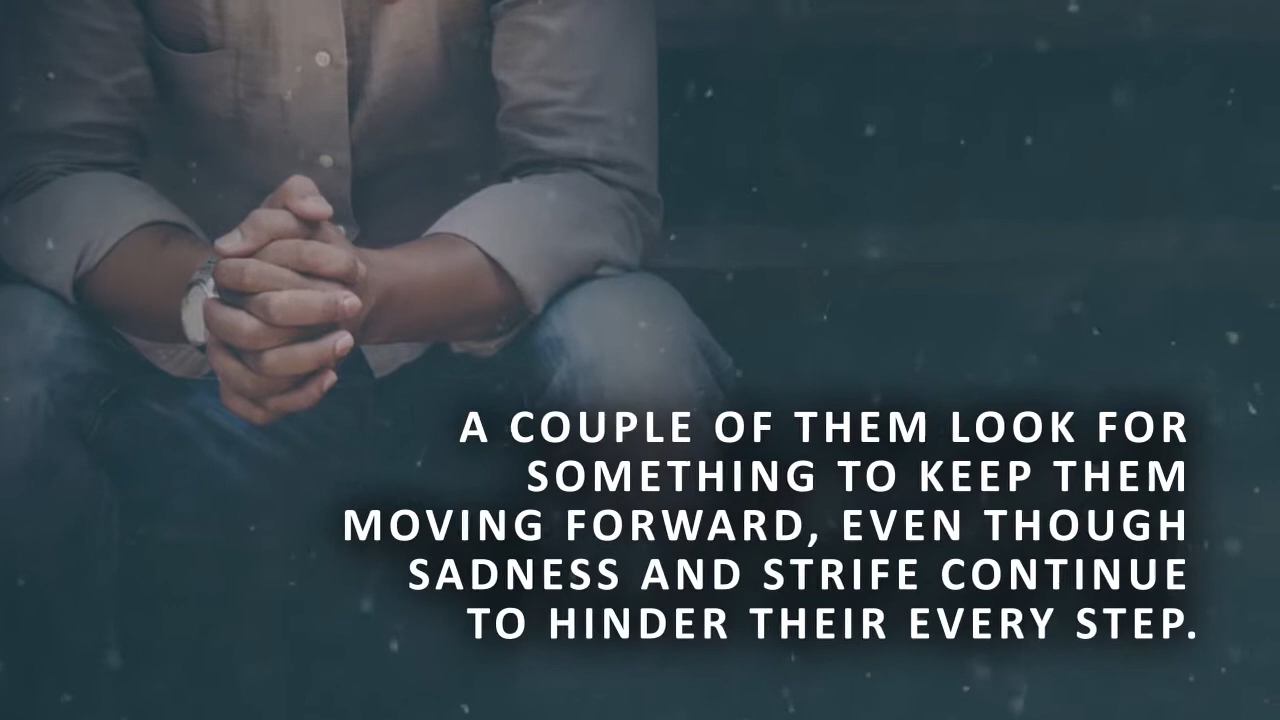 A COUPLE OF THEM LOOK FOR
SOMETHING TO KEEP THEM
MOVING FORWARD, EVEN THOUGH
SADNESS AND STRIFE CONTINUE
TO HINDER THEIR EVERY STEP.